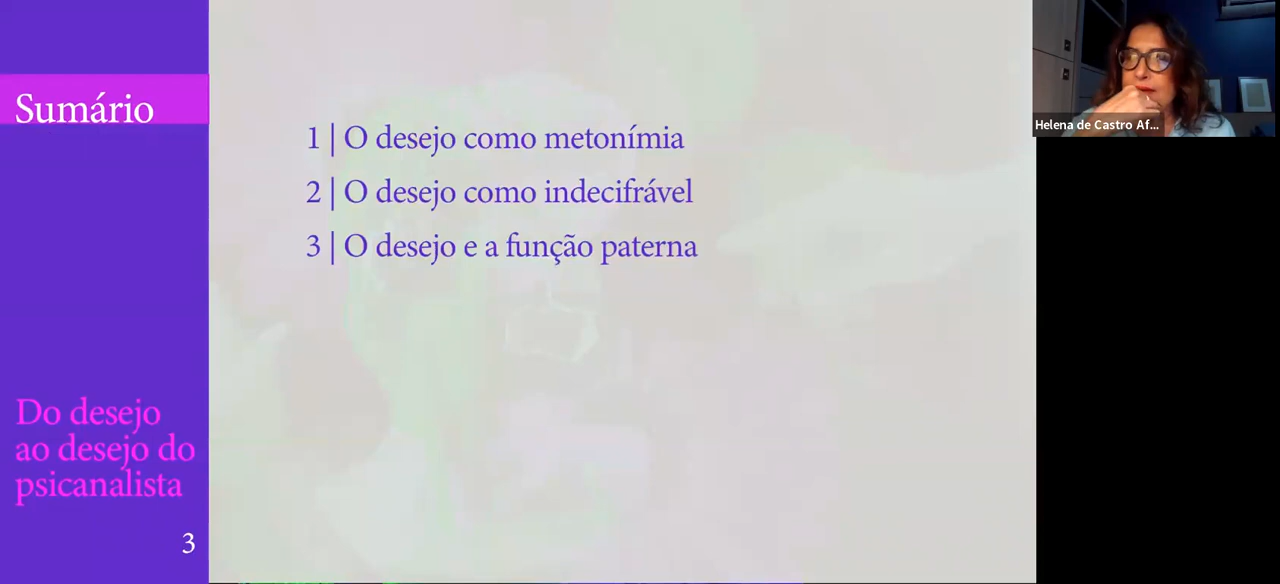 Sumário
1 | O desejo como metonímia
2 | O desejo como indecifrável
3 | O desejo e a função paterna
Do desejo
ao desejo do
psicanalista
3
Helena de Castro Af...